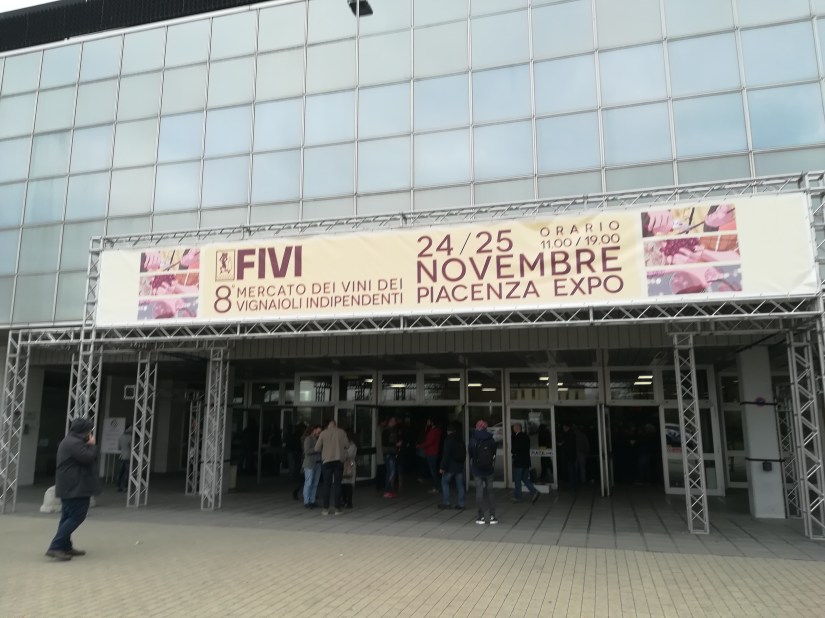 FIVI
8° MERCATO DEI VINI DEI
VIGNAIOLI INDIPENDENTI
24/25
NOVEMBRE
PIACENZA EXPO
ORARIO
11.00/19.00